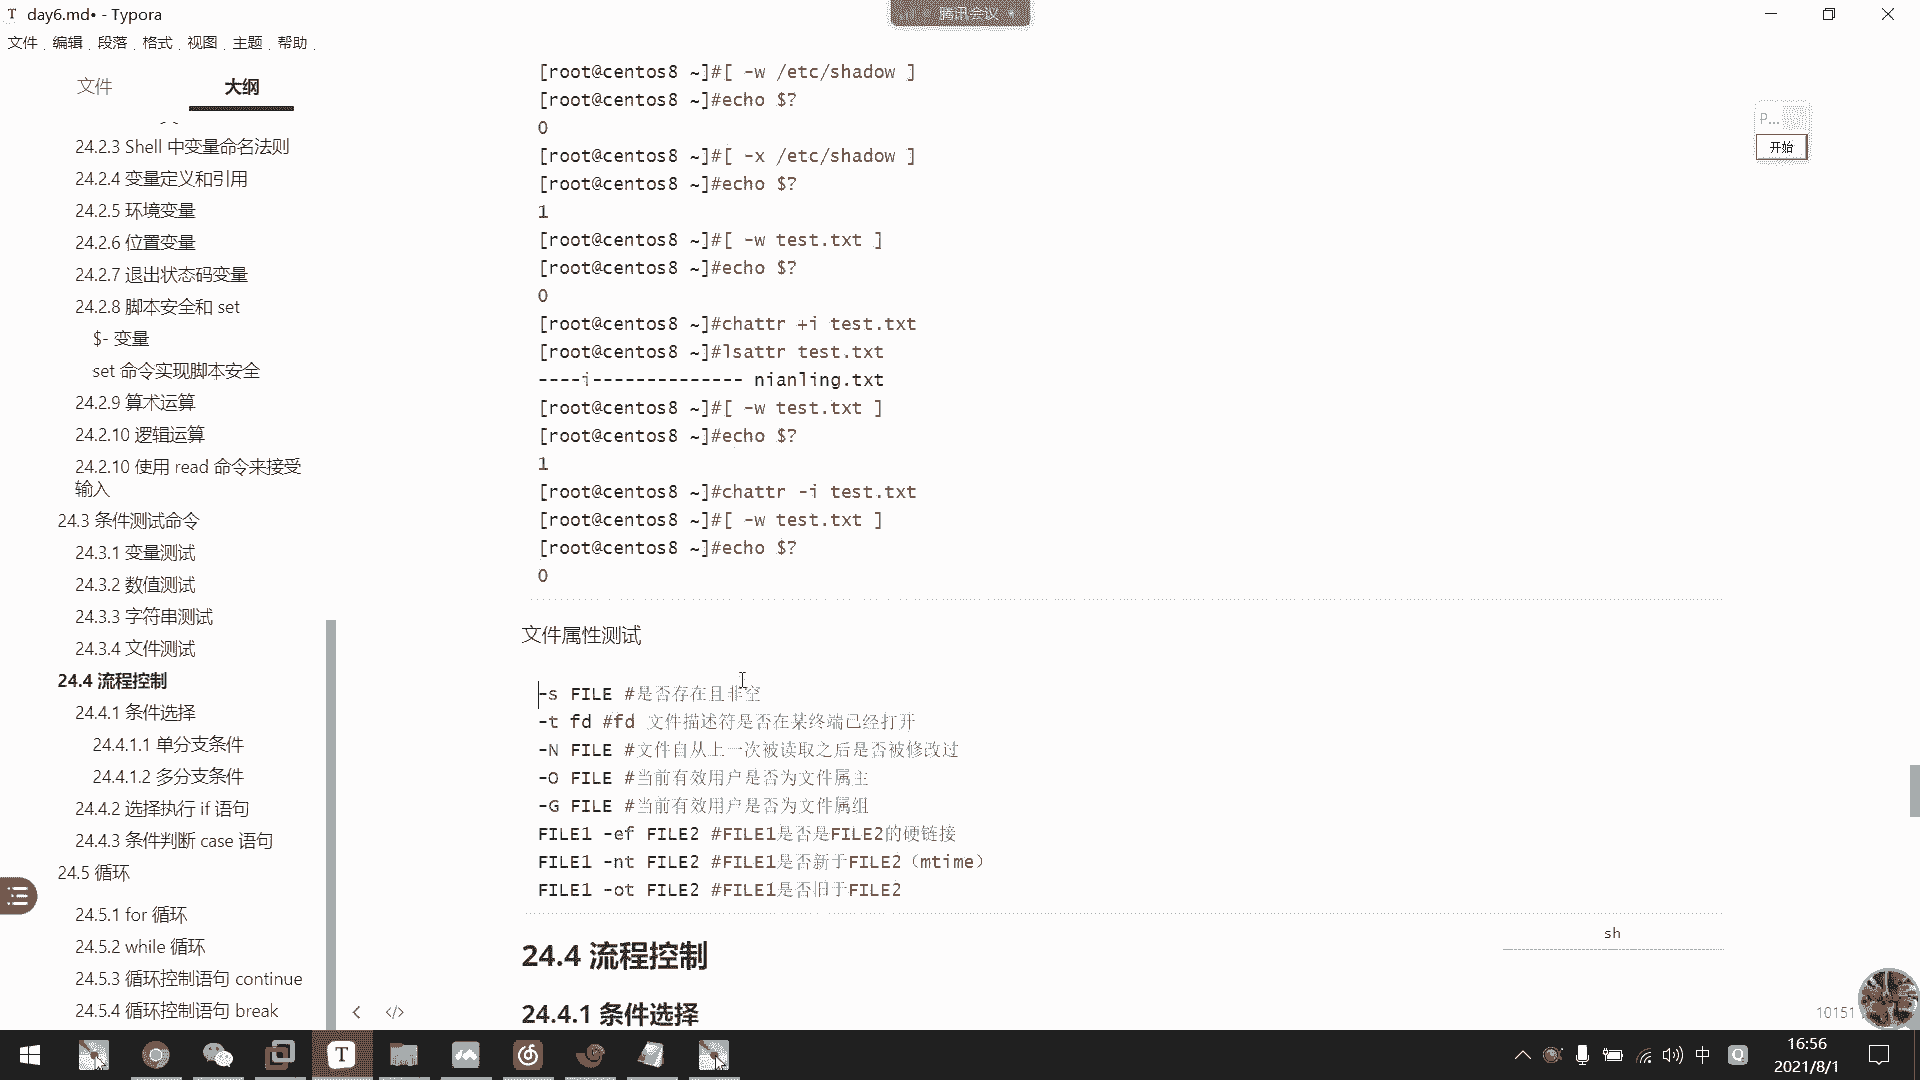 day6.md• - Typora
腾讯会议
文件 编辑 段落 格式 视图 主题 帮助
文件
大纲
24.2.3 Shell 中变量命名法则
24.2.4 变量定义和引用
24.2.5 环境变量
24.2.6 位置变量
24.2.7 退出状态码变量
24.2.8 脚本安全和 set
$- 变量
set 命令实现脚本安全
24.2.9 算术运算
24.2.10 逻辑运算
24.2.10 使用 read 命令来接受
输入
24.3 条件测试命令
24.3.1 变量测试
24.3.2 数值测试
24.3.3 字符串测试
24.3.4 文件测试
24.4 流程控制
24.4.1 条件选择
24.4.1.1 单分支条件
24.4.1.2 多分支条件
24.4.2 选择执行 if 语句
24.4.3 条件判断 case 语句
24.5 循环
24.5.1 for 循环
24.5.2 while 循环
24.5.3 循环控制语句 continue
24.5.4 循环控制语句 break
[root@centos8 ~]#[ -w /etc/shadow ]
[root@centos8 ~]#echo $?
0
[root@centos8 ~]#[ -x /etc/shadow ]
[root@centos8 ~]#echo $?
1
[root@centos8 ~]#[ -w test.txt ]
[root@centos8 ~]#echo $?
0
[root@centos8 ~]#chattr +i test.txt
[root@centos8 ~]#lsattr test.txt
----i-------------- nianling.txt
[root@centos8 ~]#[ -w test.txt ]
[root@centos8 ~]#echo $?
1
[root@centos8 ~]#chattr -i test.txt
[root@centos8 ~]#[ -w test.txt ]
[root@centos8 ~]#echo $?
0
文件属性测试
-s FILE #是否存在且非空
-t fd #fd 文件描述符是否在某终端已经打开
-N FILE #文件自从上一次被读取之后是否被修改过
-O FILE #当前有效用户是否为文件属主
-G FILE #当前有效用户是否为文件属组
FILE1 -ef FILE2 #FILE1是否是FILE2的硬链接
FILE1 -nt FILE2 #FILE1是否新于FILE2（mtime）
FILE1 -ot FILE2 #FILE1是否旧于FILE2
sh
24.4 流程控制
24.4.1 条件选择
P...
开始
10151
中
16:56
2021/8/1